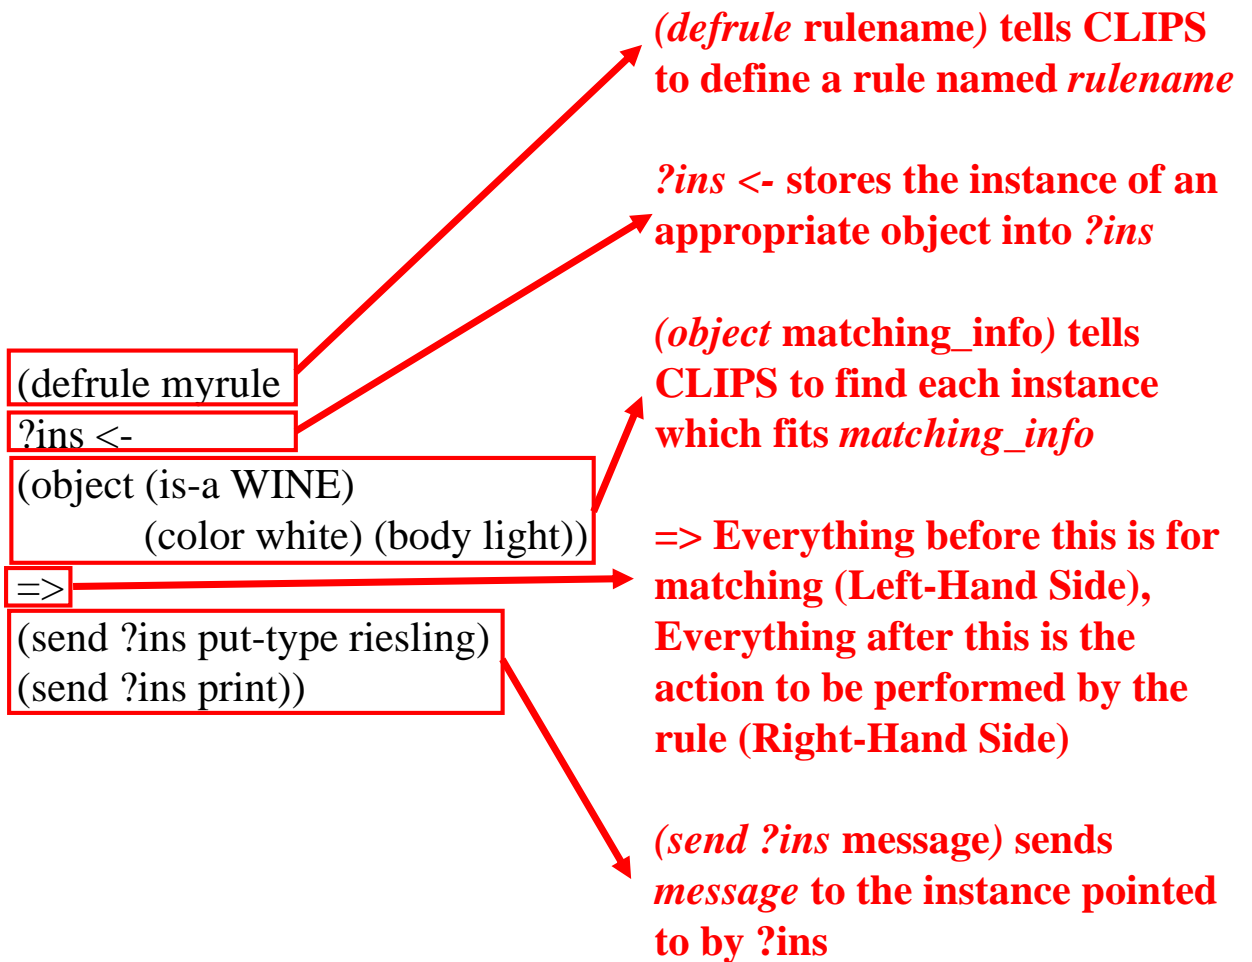 (defrule rulename) tells CLIPS
to define a rule named rulename
?ins <- stores the instance of an
appropriate object into ?ins
(object matching_info) tells
CLIPS to find each instance
which fits matching_info
=> Everything before this is for
matching (Left-Hand Side),
Everything after this is the
action to be performed by the
rule (Right-Hand Side)
(send ?ins message) sends
message to the instance pointed
to by ?ins
(defrule myrule
?ins <-
(object (is-a WINE)
(color white) (body light))
=>
(send ?ins put-type riesling)
(send ?ins print))